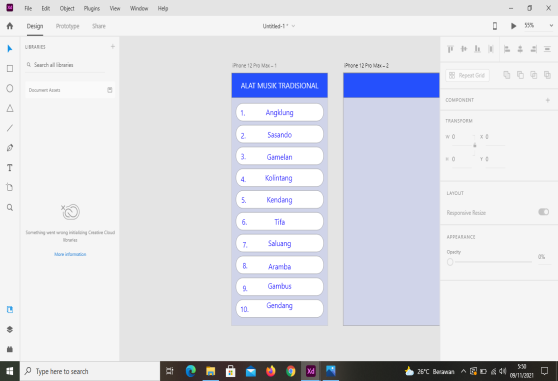 Xd File Edit Object Plugins View Window Help
Design Prototype Share
Untitled-1 *
55%
LIBRARIES
Search all libraries
Document Assets
Something went wrong initializing Creative Cloud
libraries.
More information
iPhone 12 Pro Max – 1
ALAT MUSIK TRADISIONAL
1. Angklung
2. Sasando
3. Gamelan
4. Kolintang
5. Kendang
6. Tifa
7. Saluang
8. Aramba
9. Gambus
10. Gendang
iPhone 12 Pro Max – 2
Repeat Grid
COMPONENT
TRANSFORM
W 0 X 0
H 0 Y 0
LAYOUT
Responsive Resize
APPEARANCE
Opacity
0%
Type here to search
Xd
26°C Berawan
5:50
09/11/2021